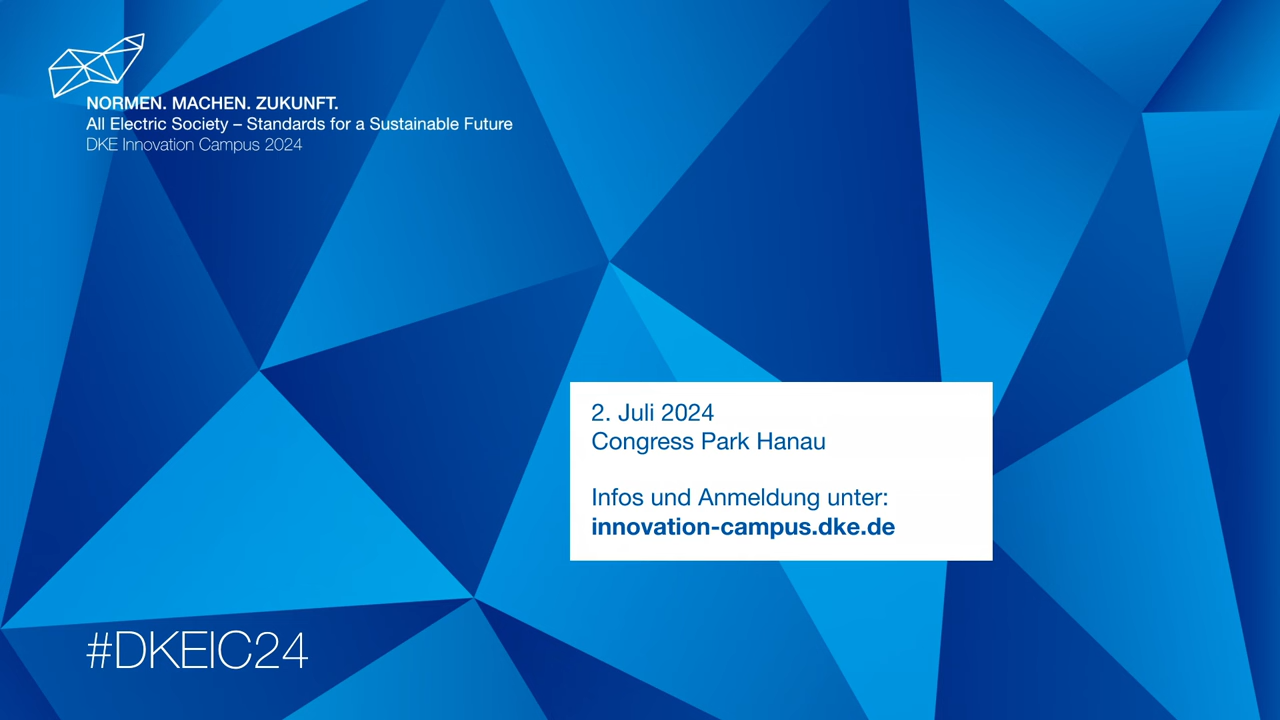 NORMEN. MACHEN. ZUKUNFT.
All Electric Society – Standards for a Sustainable Future
DKE Innovation Campus 2024
2. Juli 2024
Congress Park Hanau
Infos und Anmeldung unter:
innovation-campus.dke.de
#DKEIC24